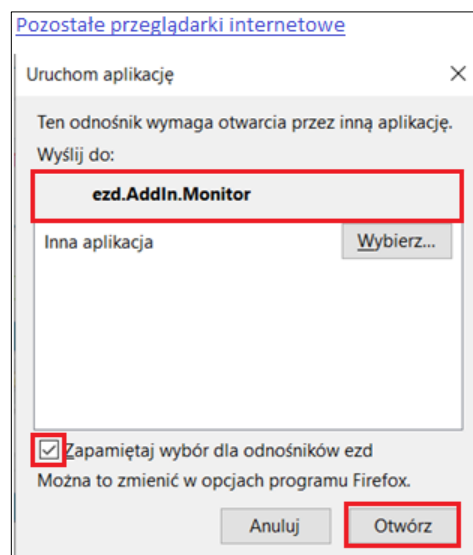 Pozostałe przeglądarki internetowe
Uruchom aplikację
Ten odnośnik wymaga otwarcia przez inną aplikację.
Wyślij do:
ezd.AddIn.Monitor
Inna aplikacja
Wybierz...
Zapamiętaj wybór dla odnośników ezd
Można to zmienić w opcjach programu Firefox.
Anuluj
Otwórz